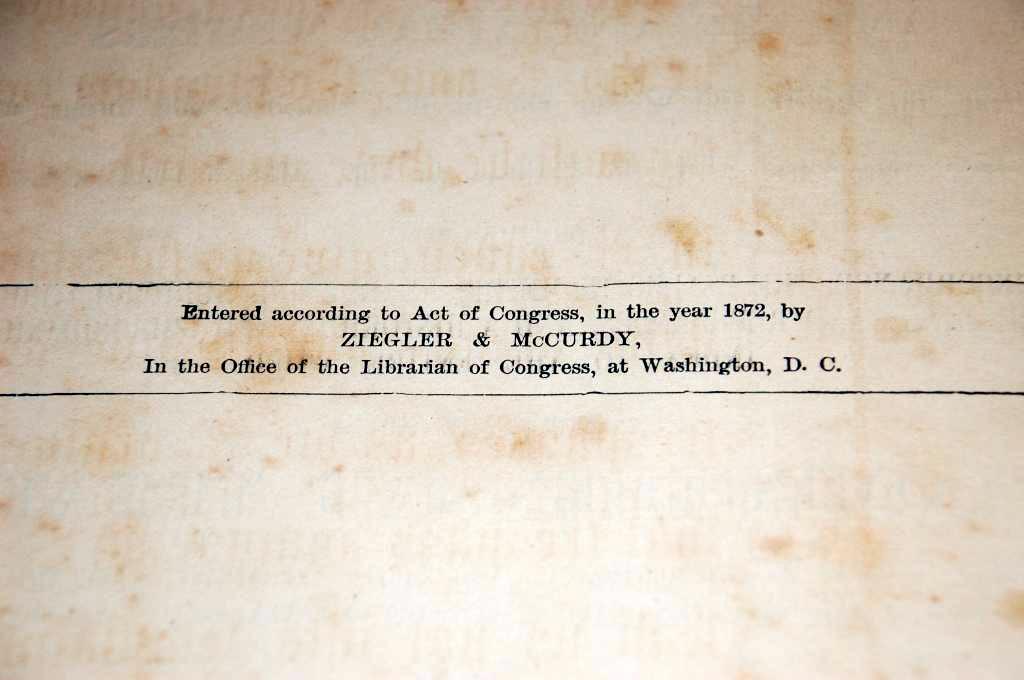 Entered according to Act of Congress, in the year 1872, by
ZIEGLER & McCURDY,
In the Office of the Librarian of Congress, at Washington, D. C.